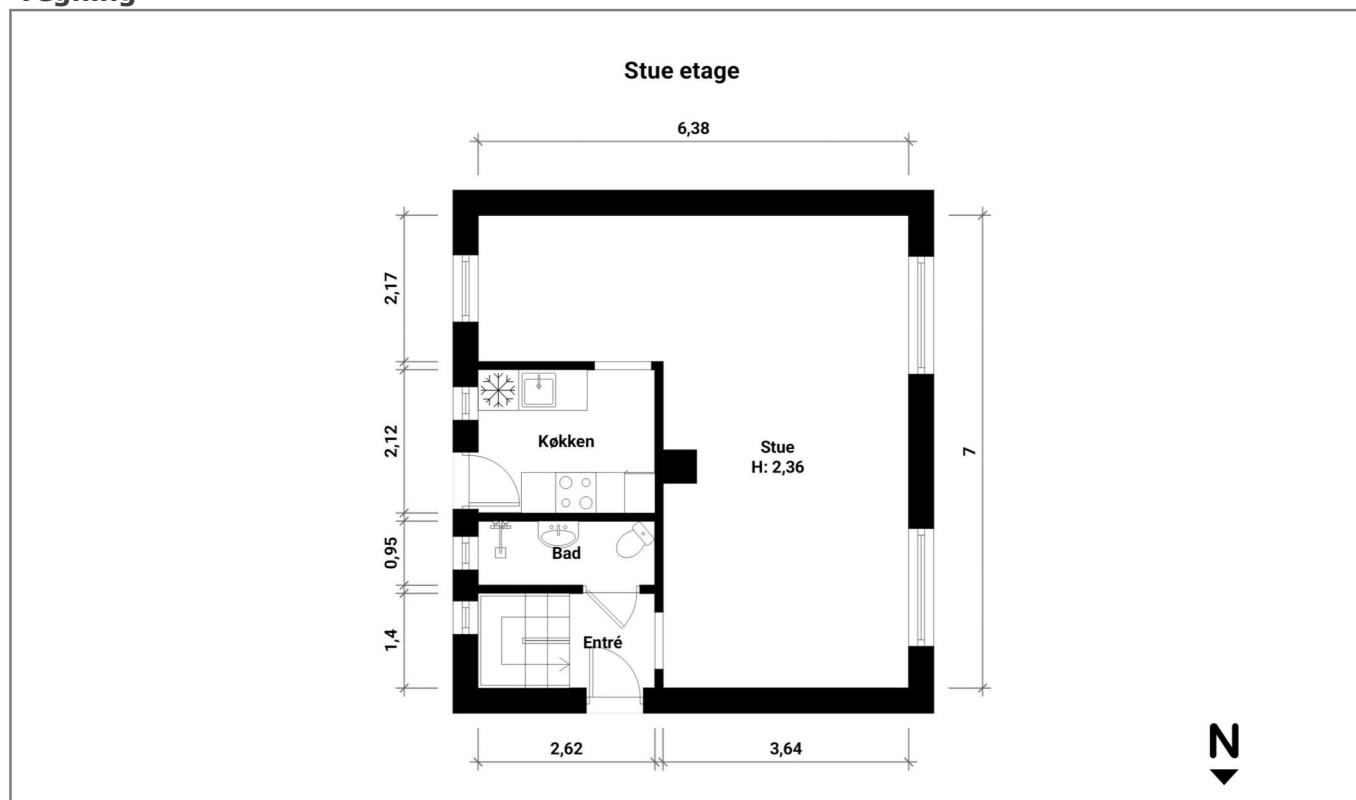 Stue etage
6,38
2,17
2,12
0,95
1,4
7
Køkken
Stue
H: 2,36
Bad
Entré
2,62
3,64
N